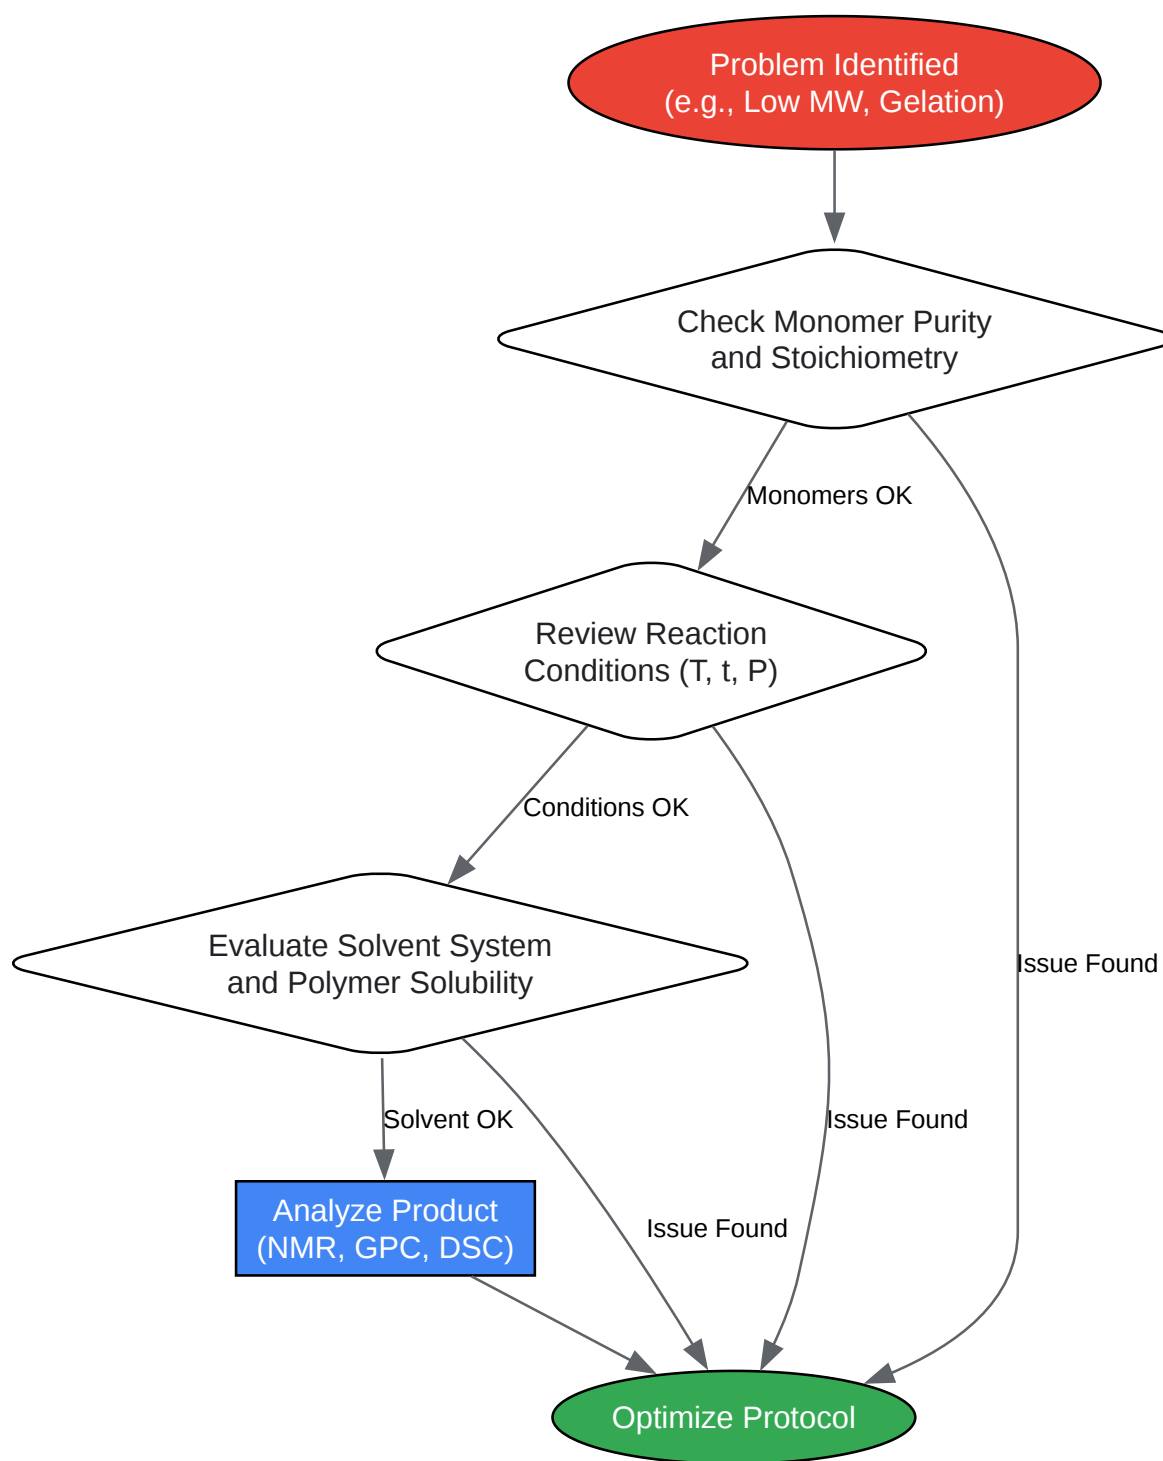 Problem Identified
(e.g., Low MW, Gelation)
Check Monomer Purity
and Stoichiometry
Monomers OK
Review Reaction
Conditions (T, t, P)
Conditions OK
Evaluate Solvent System
and Polymer Solubility
Issue Found
Solvent OK
Issue Found
Analyze Product
(NMR, GPC, DSC)
Issue Found
Optimize Protocol